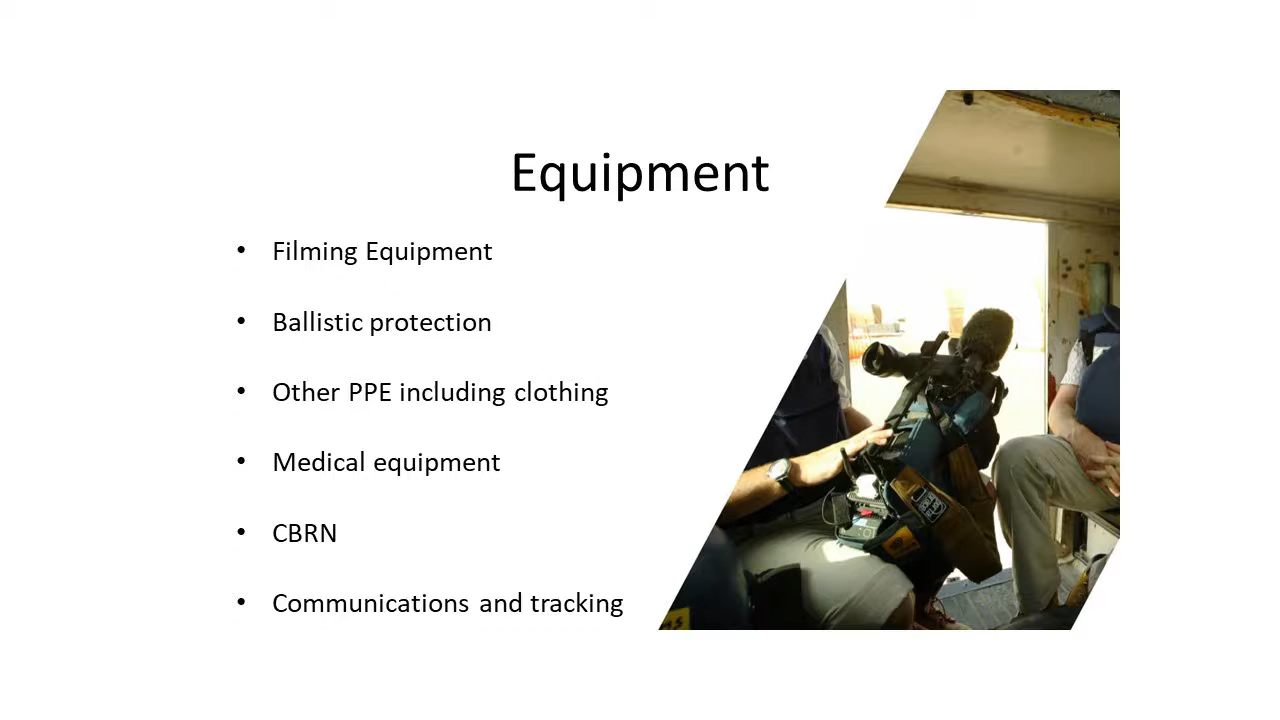 Equipment
• Filming Equipment
• Ballistic protection
• Other PPE including clothing
• Medical equipment
• CBRN
• Communications and tracking